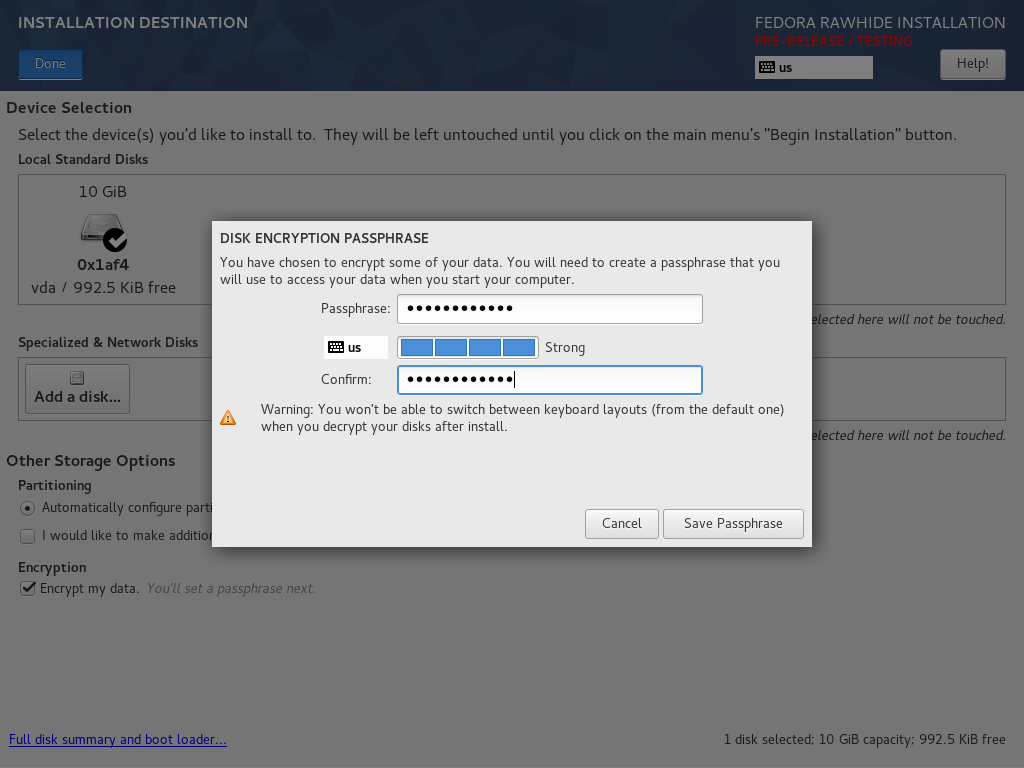 INSTALLATION DESTINATION
FEDORA RAWHIDE INSTALLATION
PRE-RELEASE / TESTING
Done
us
Help!
Device Selection
Select the device(s) you'd like to install to.  They will be left untouched until you click on the main menu's "Begin Installation" button.
Local Standard Disks
10 GiB
0x1af4
vda / 992.5 KiB free
elected here will not be touched.
Specialized & Network Disks
Add a disk...
elected here will not be touched.
Other Storage Options
Partitioning
Automatically configure parti
I would like to make addition
Encryption
Encrypt my data. You'll set a passphrase next.
DISK ENCRYPTION PASSPHRASE
You have chosen to encrypt some of your data. You will need to create a passphrase that you
will use to access your data when you start your computer.
Passphrase: ●●●●●●●●●●●●
us Strong
Confirm: ●●●●●●●●●●●●
Warning: You won't be able to switch between keyboard layouts (from the default one)
when you decrypt your disks after install.
Cancel Save Passphrase
Full disk summary and boot loader...
1 disk selected; 10 GiB capacity; 992.5 KiB free